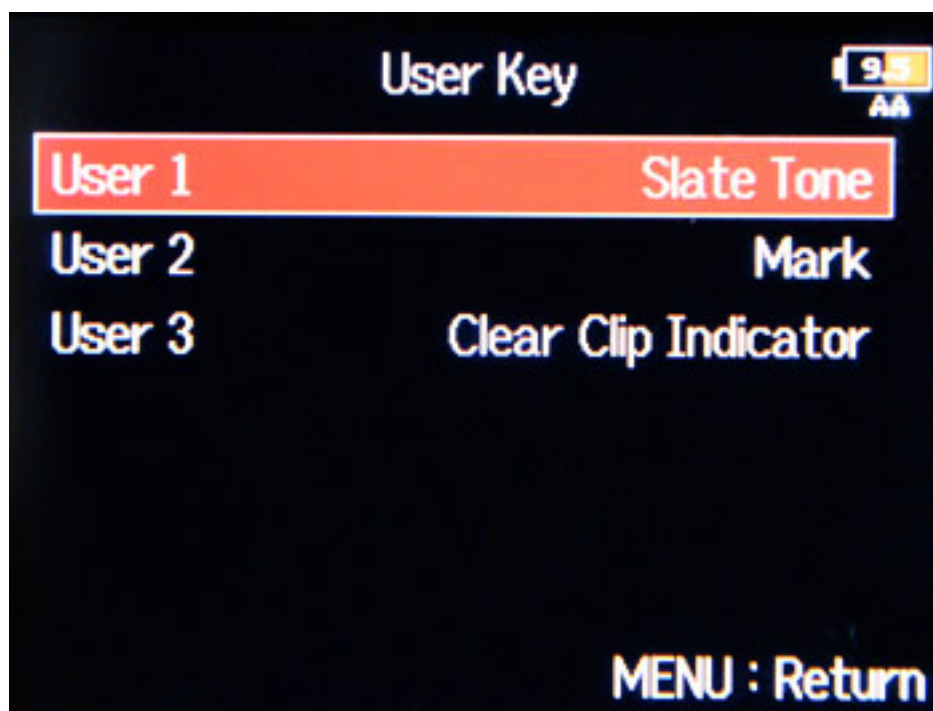 User Key
9.5
AA
User 1 Slate Tone
User 2 Mark
User 3 Clear Clip Indicator
MENU : Return